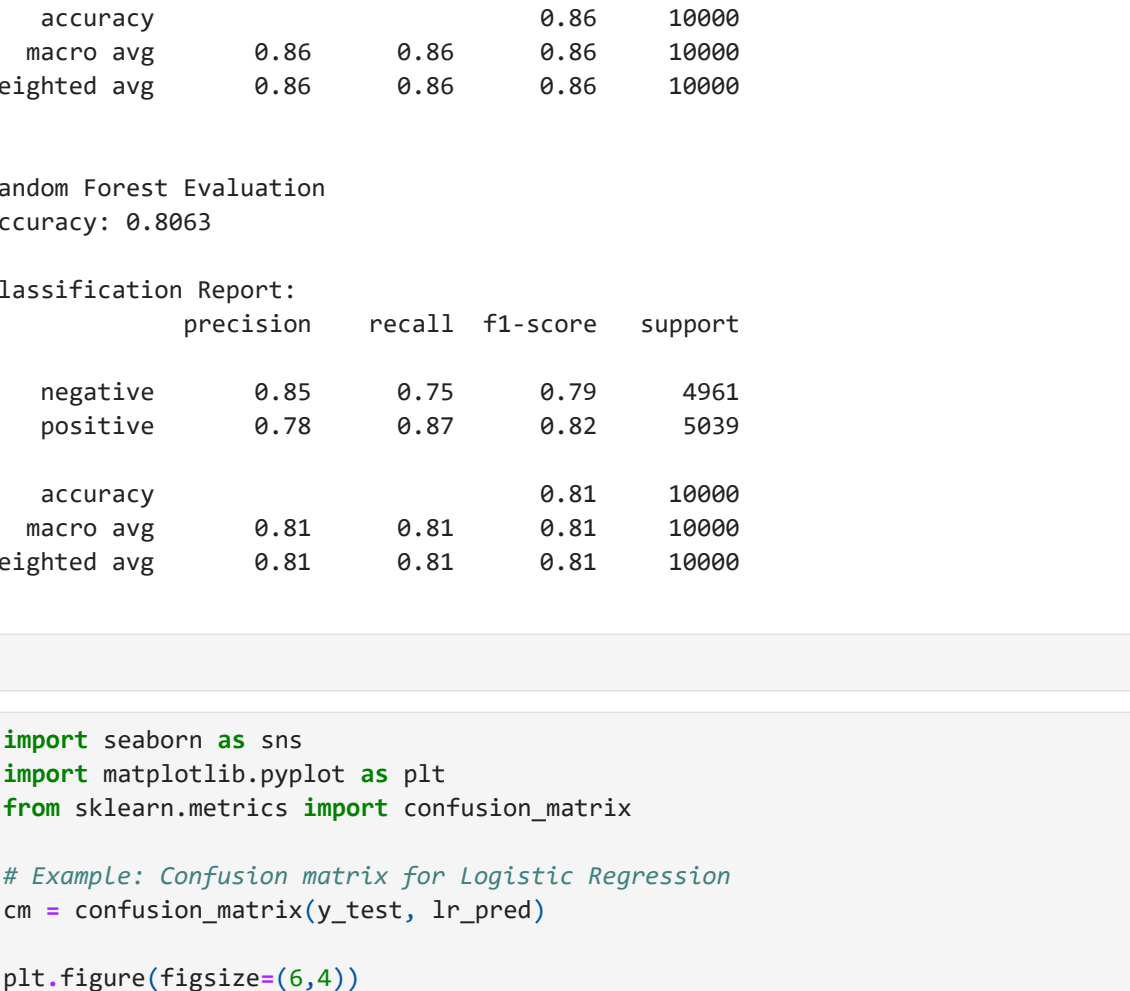 accuracy 0.86 10000
macro avg 0.86 0.86 0.86 10000
eighted avg 0.86 0.86 0.86 10000
andom Forest Evaluation
ccuracy: 0.8063
lassification Report:
precision recall f1-score support
negative 0.85 0.75 0.79 4961
positive 0.78 0.87 0.82 5039
accuracy 0.81 10000
macro avg 0.81 0.81 0.81 10000
eighted avg 0.81 0.81 0.81 10000
import seaborn as sns
import matplotlib.pyplot as plt
from sklearn.metrics import confusion_matrix
# Example: Confusion matrix for Logistic Regression
cm = confusion_matrix(y_test, lr_pred)
plt.figure(figsize=(6,4))